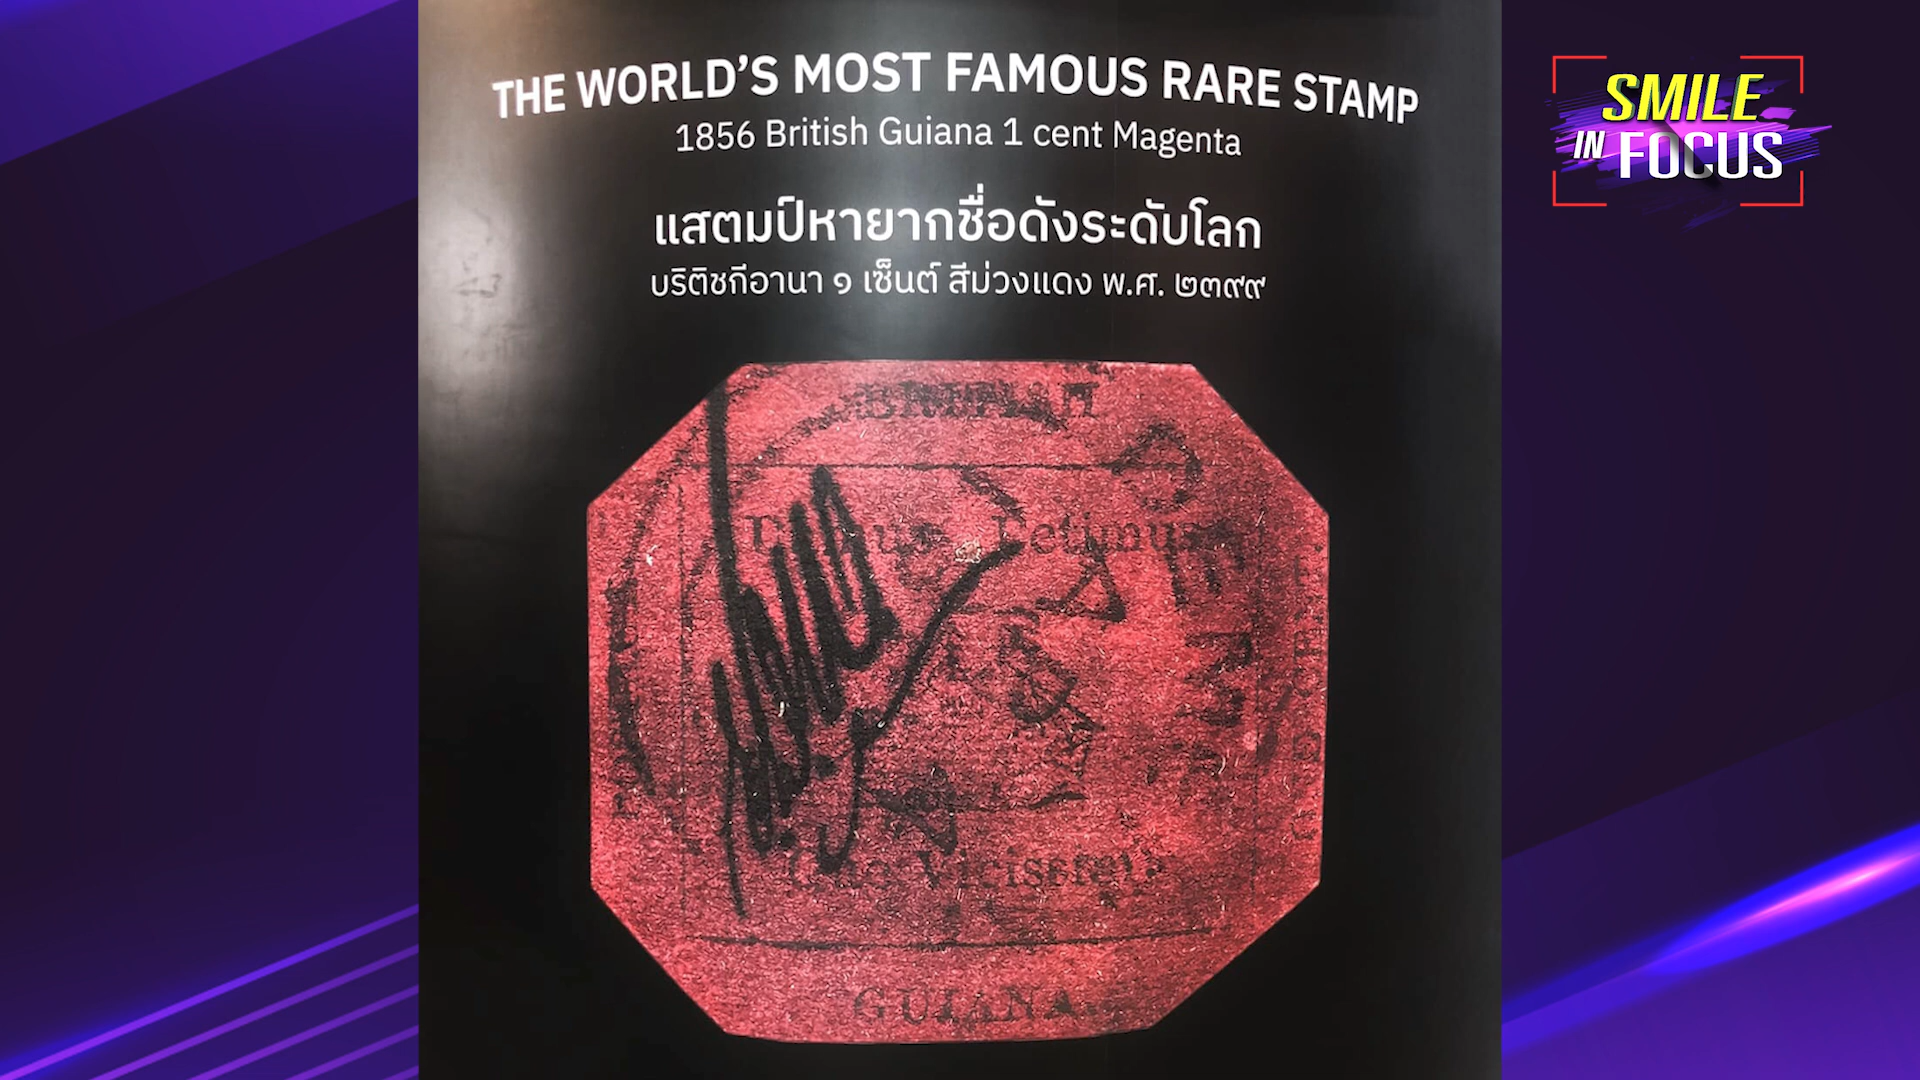 THE WORLD'S MOST FAMOUS RARE STAMP
1856 British Guiana 1 cent Magenta
แสตมป์หายากชื่อดังระดับโลก
บริติชกีอานา ๑ เซ็นต์ สีม่วงแดง พ.ศ. ๒๓๙๙
SMILE
IN FOCUS
GUIANA.